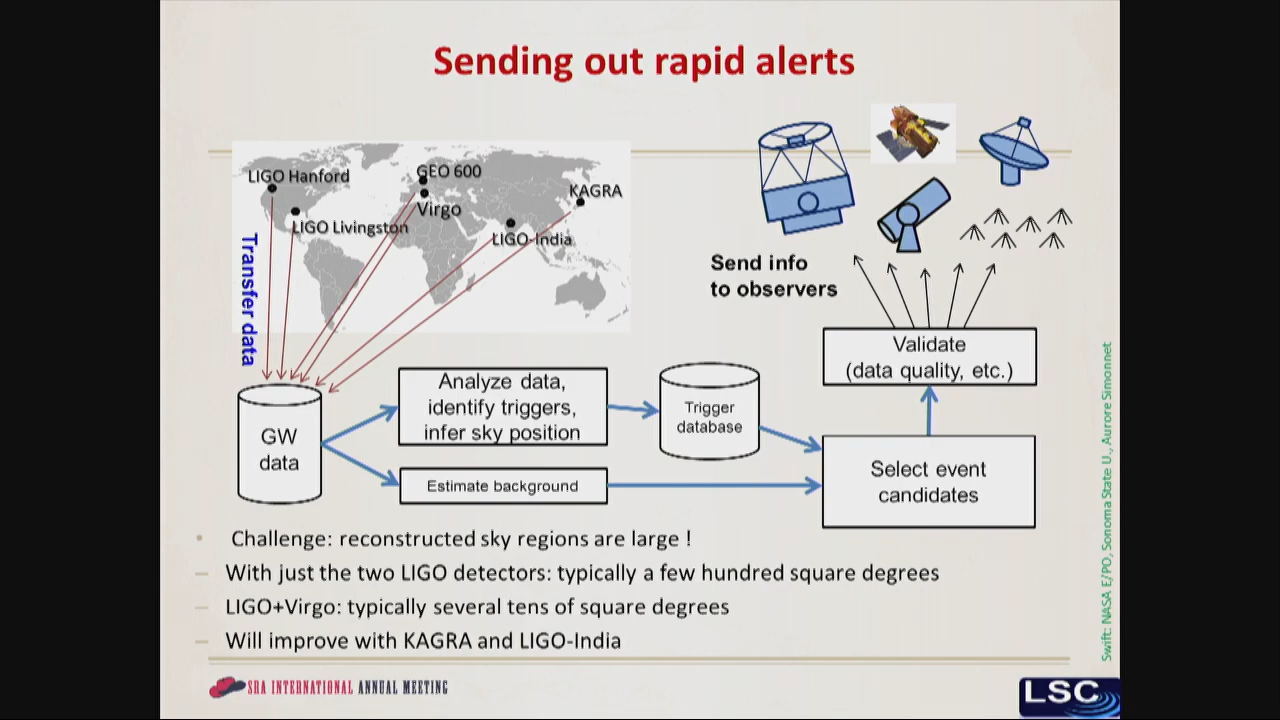 Sending out rapid alerts
LIGO Hanford
GEO 600
KAGRA
Virgo
LIGO Livingston
LIGO-India
Transfer data
Send info
to observers
Validate
(data quality, etc.)
Analyze data,
identify triggers,
infer sky position
Trigger
database
GW
data
Select event
candidates
Estimate background
• Challenge: reconstructed sky regions are large !
– With just the two LIGO detectors: typically a few hundred square degrees
– LIGO+Virgo: typically several tens of square degrees
– Will improve with KAGRA and LIGO-India
Swift: NASA E/PO, Sonoma State U., Aurore Simonnet
SRA INTERNATIONAL ANNUAL MEETING
LSC